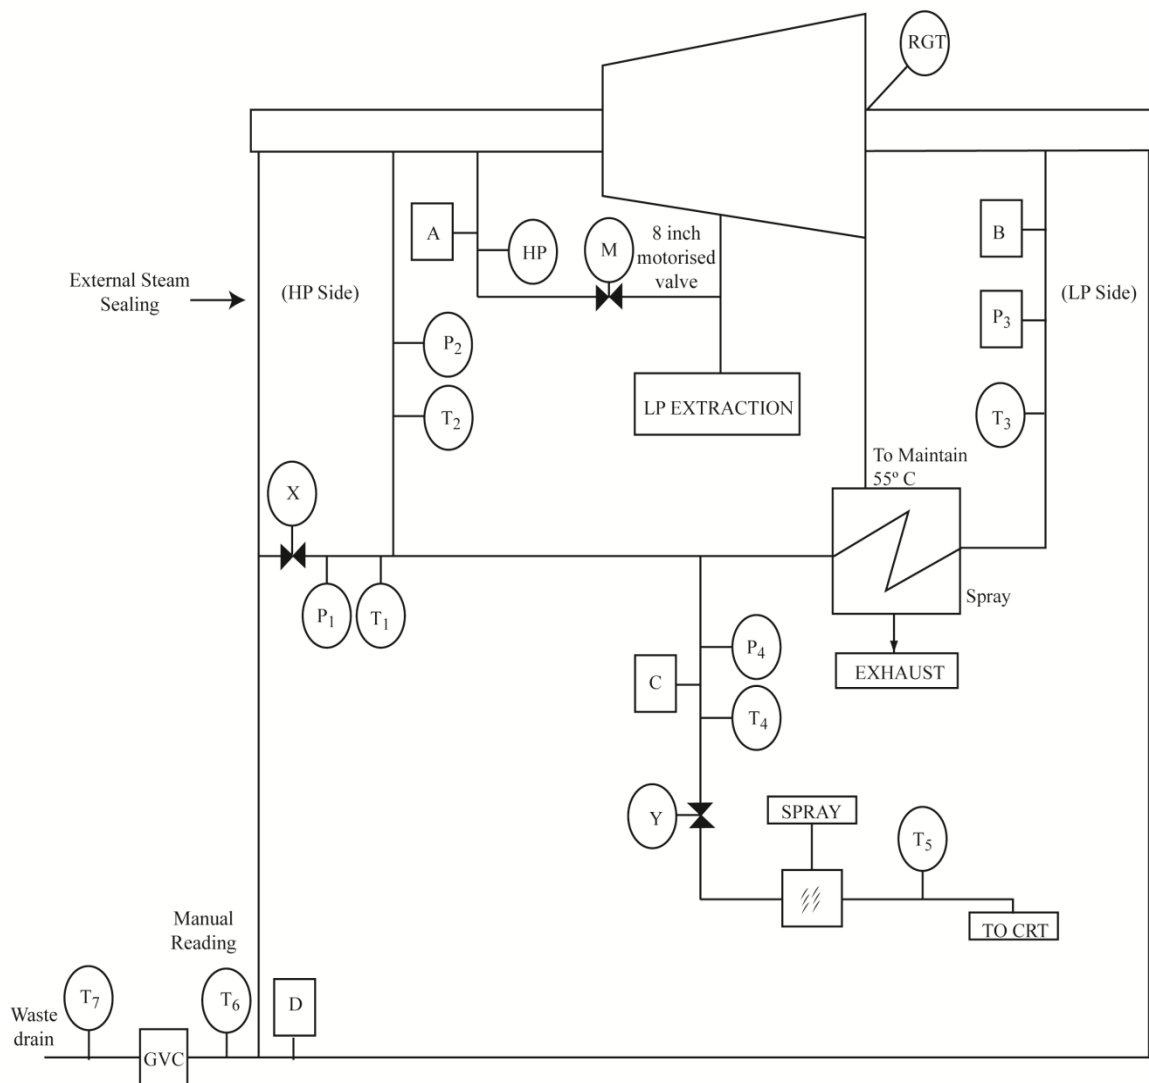 RGT
A
HP
M
8 inch
motorised
valve
B
External Steam
Sealing
(HP Side)
(LP Side)
P2
P3
T2
LP EXTRACTION
T3
To Maintain
55º C
X
P1
T1
Spray
P4
C
EXHAUST
T4
Y
SPRAY
T5
TO CRT
Manual
Reading
T7
T6
D
Waste
drain
GVC